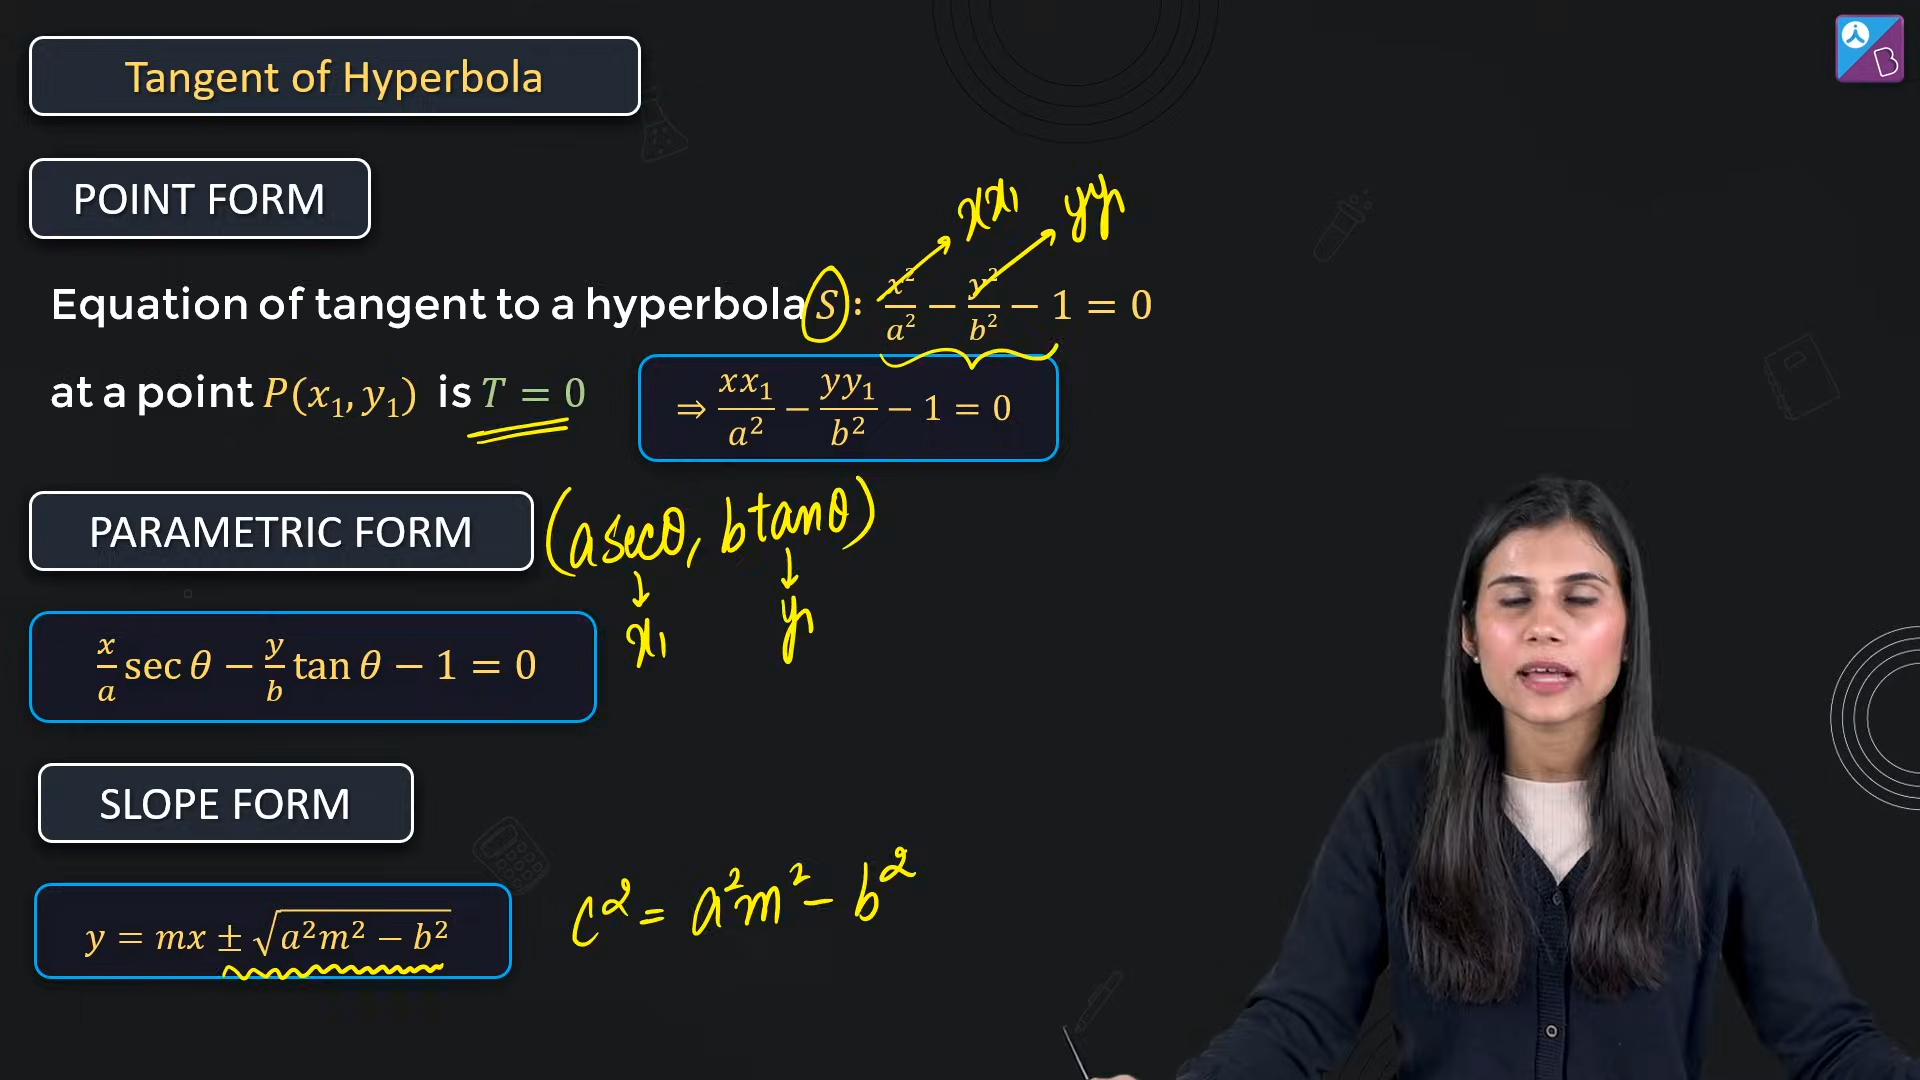 Tangent of Hyperbola
POINT FORM
xx₁ yy₁
Equation of tangent to a hyperbola S: x²/a² − y²/b² − 1 = 0
at a point P(x₁, y₁) is T = 0
⇒ xx₁/a² − yy₁/b² − 1 = 0
PARAMETRIC FORM (a secθ, b tanθ)
↓ ↓
x₁ y₁
x/a sec θ − y/b tan θ − 1 = 0
SLOPE FORM
y = mx ± √(a²m² − b²)
c² = a²m² − b²
B